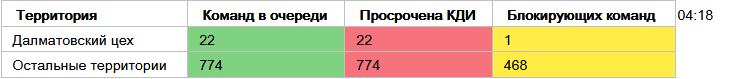 Территория Команд в очереди Просрочена КДИ Блокирующих команд 04:18
Далматовский цех 22 22 1
Остальные территории 774 774 468